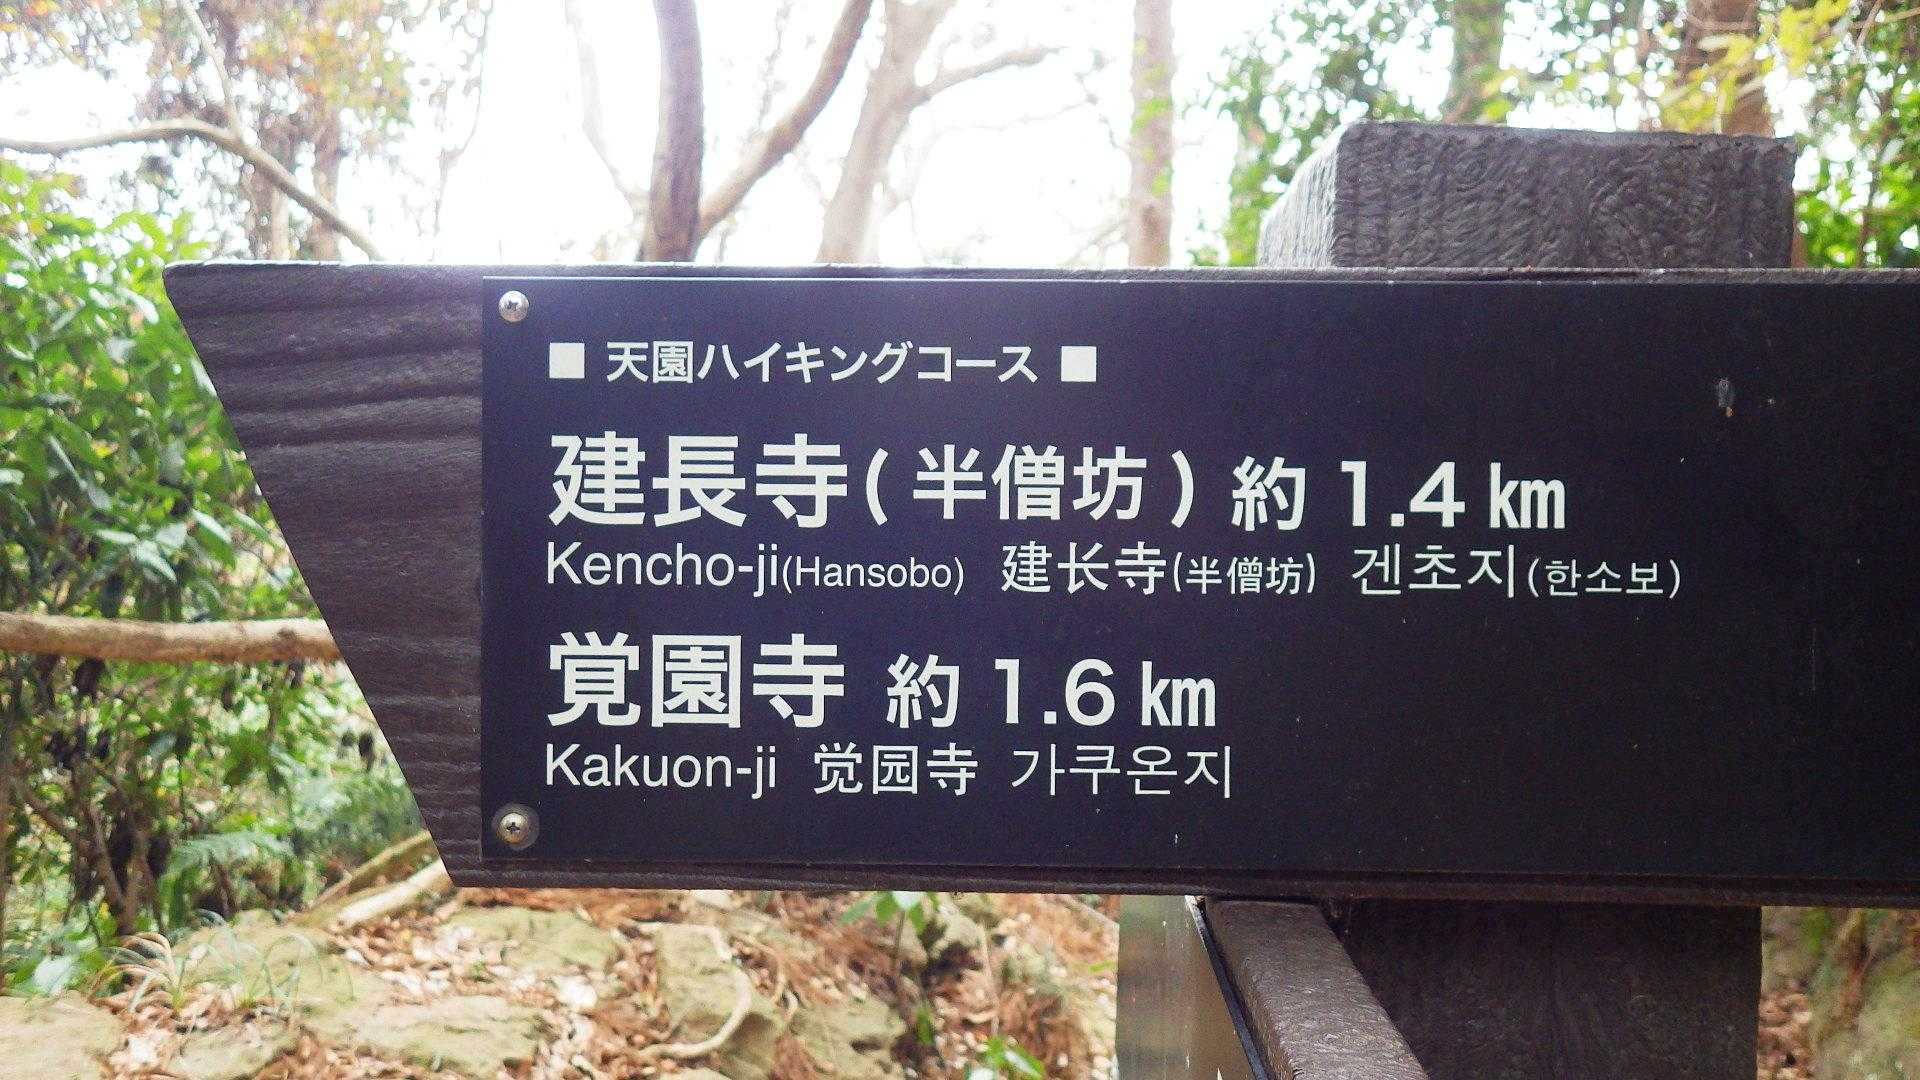 ■ 天園ハイキングコース ■
建長寺(半僧坊) 約 1.4 km
Kencho-ji(Hansobo) 建长寺(半僧坊) 겐초지(한소보)
覚園寺 約 1.6 km
Kakuon-ji 觉园寺 가쿠온지